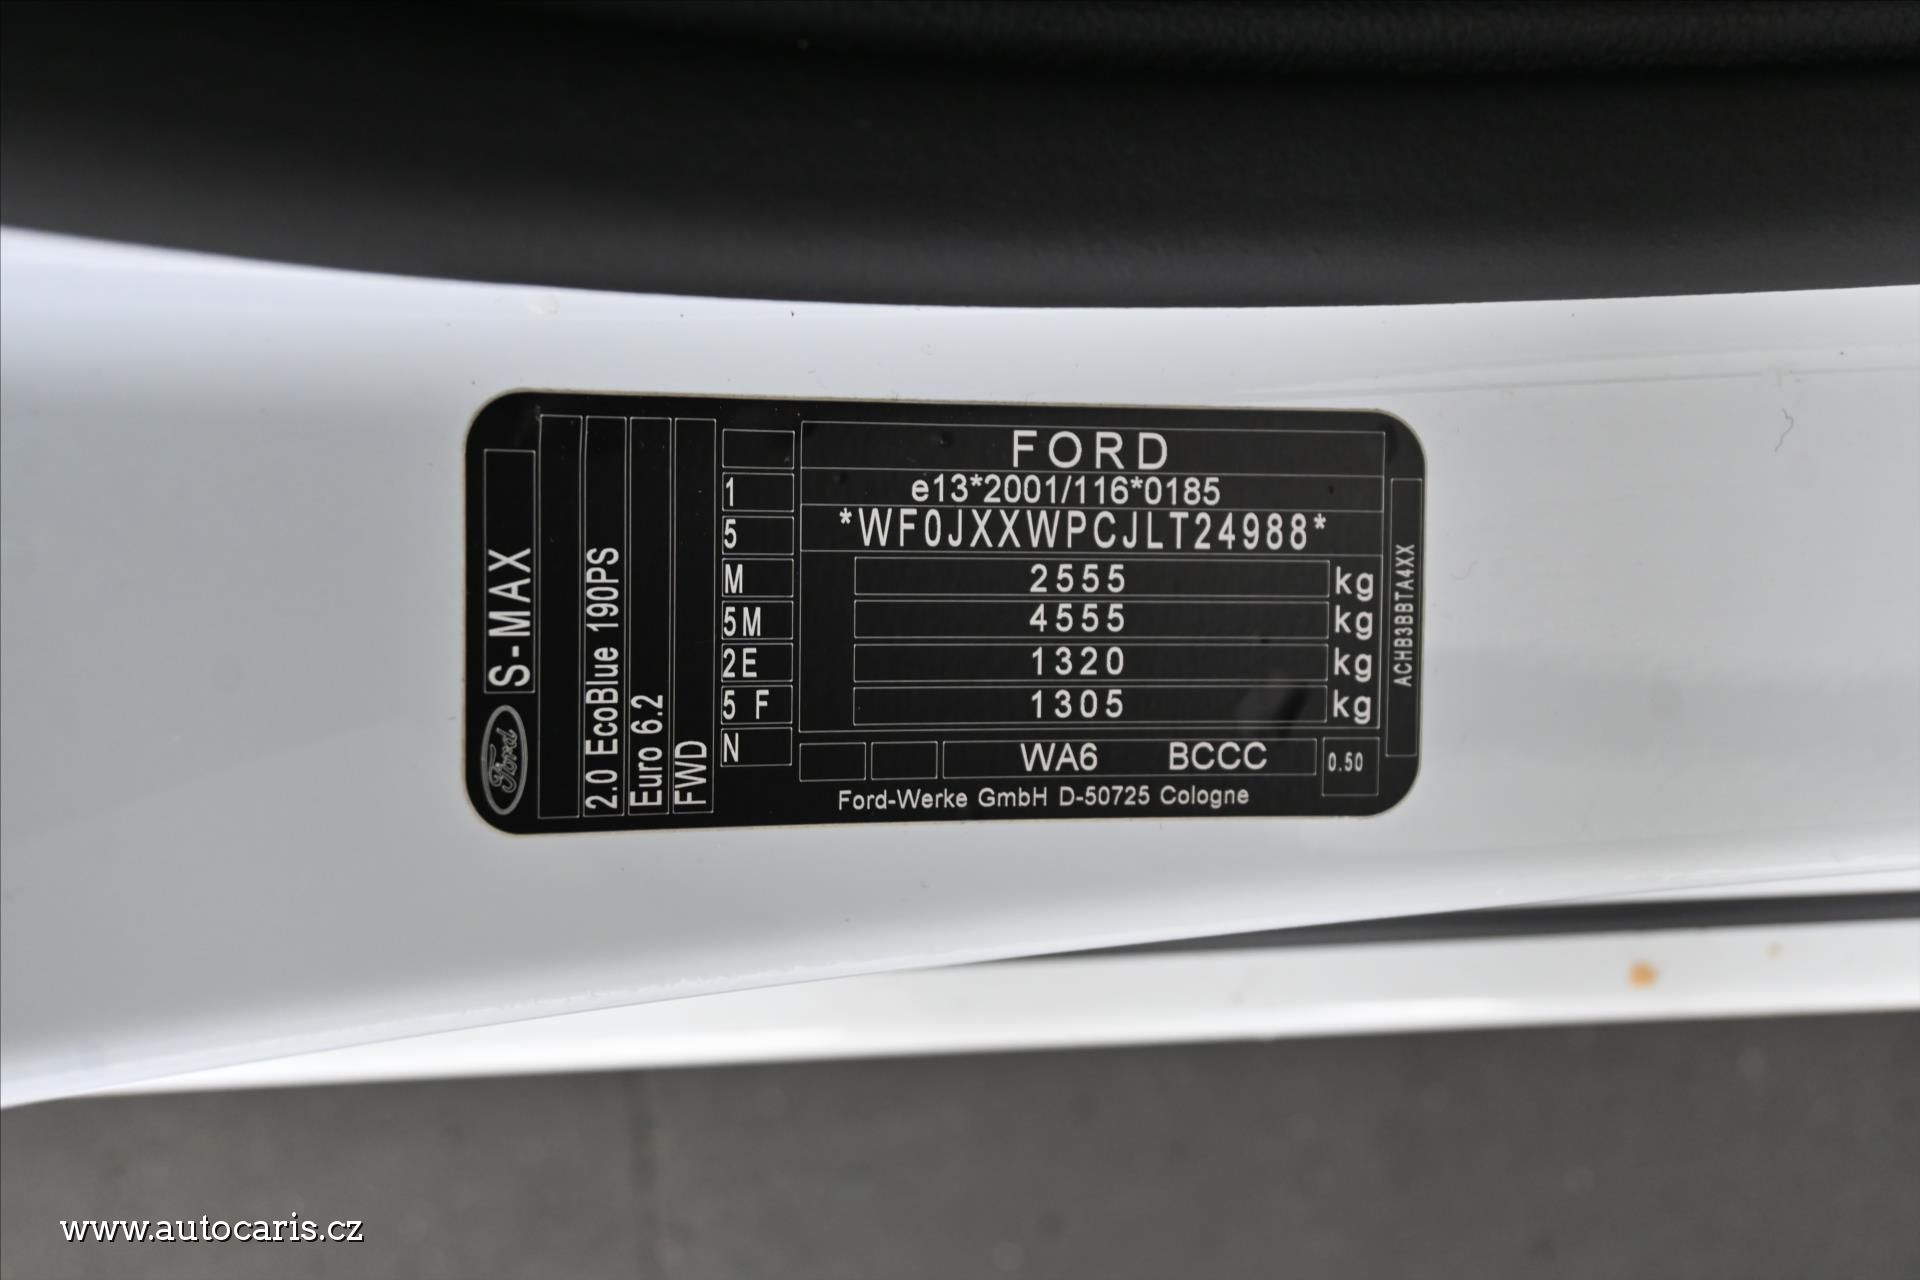 FORD
e13*2001/116*0185
*WF0JXXWPCJLT24988*
2555 kg
4555 kg
1320 kg
1305 kg
WA6 BCCC 0.50
Ford-Werke GmbH D-50725 Cologne
ACHB3BBTA4XX
1
5
M
5M
2E
5 F
N
Ford S-MAX
2.0 EcoBlue 190PS
Euro 6.2
FWD
www.autocaris.cz